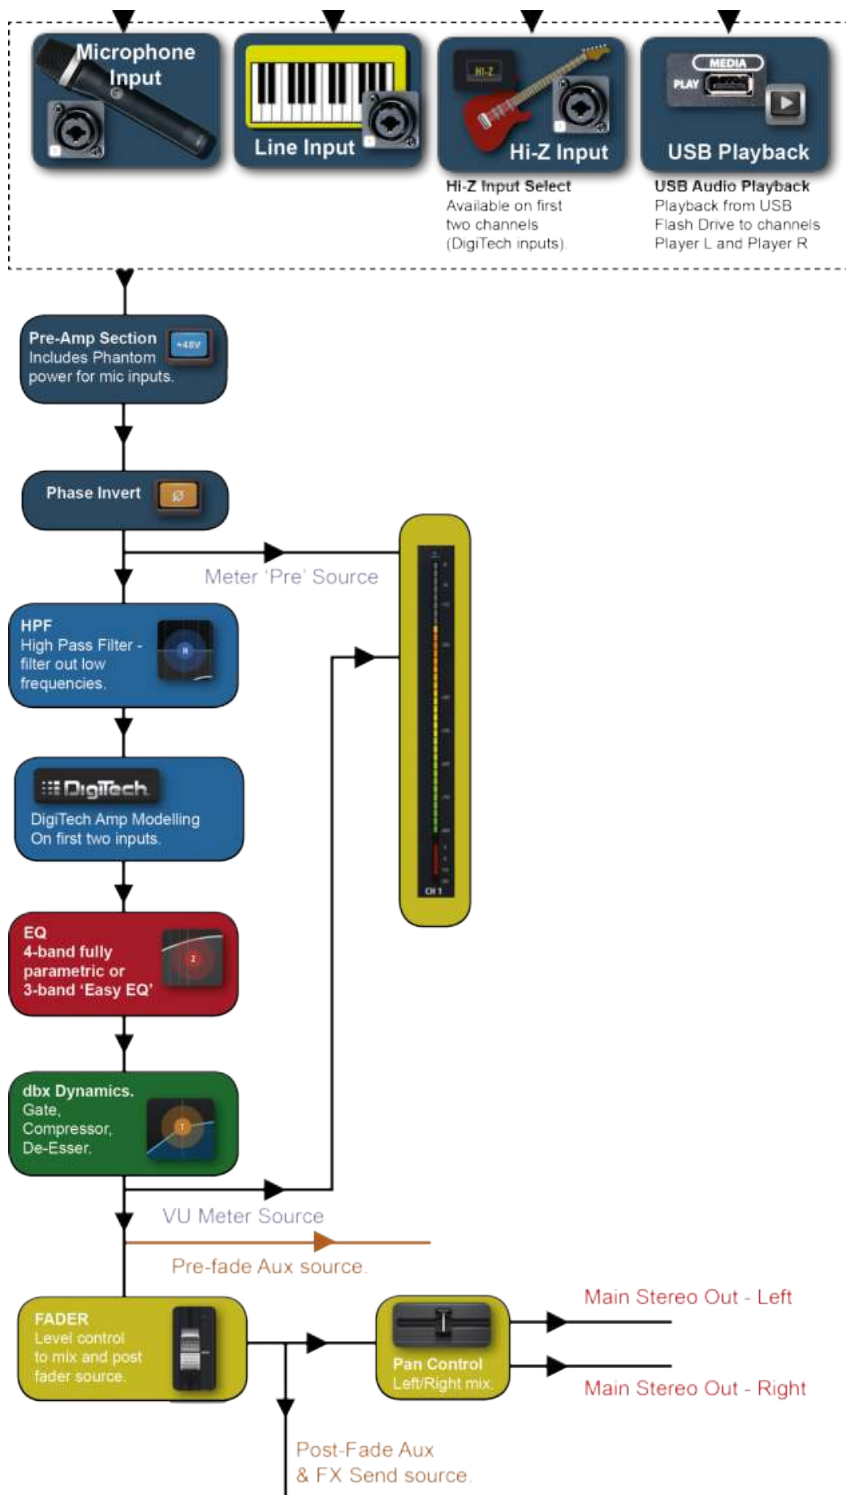 Microphone
Input
Line Input
HI-Z
Hi-Z Input
MEDIA
PLAY
USB Playback
Hi-Z Input Select
Available on first
two channels
(DigiTech inputs).
USB Audio Playback
Playback from USB
Flash Drive to channels
Player L and Player R
Pre-Amp Section
Includes Phantom
power for mic inputs.
+48V
Phase Invert
Ø
Meter 'Pre' Source
HPF
High Pass Filter -
filter out low
frequencies.
H
DigiTech
DigiTech Amp Modelling
On first two inputs.
EQ
4-band fully
parametric or
3-band 'Easy EQ'
2
CH 1
dbx Dynamics.
Gate,
Compressor,
De-Esser.
T
VU Meter Source
Pre-fade Aux source.
FADER
Level control
to mix and post
fader source.
Pan Control
Left/Right mix.
Main Stereo Out - Left
Main Stereo Out - Right
Post-Fade Aux
& FX Send source.